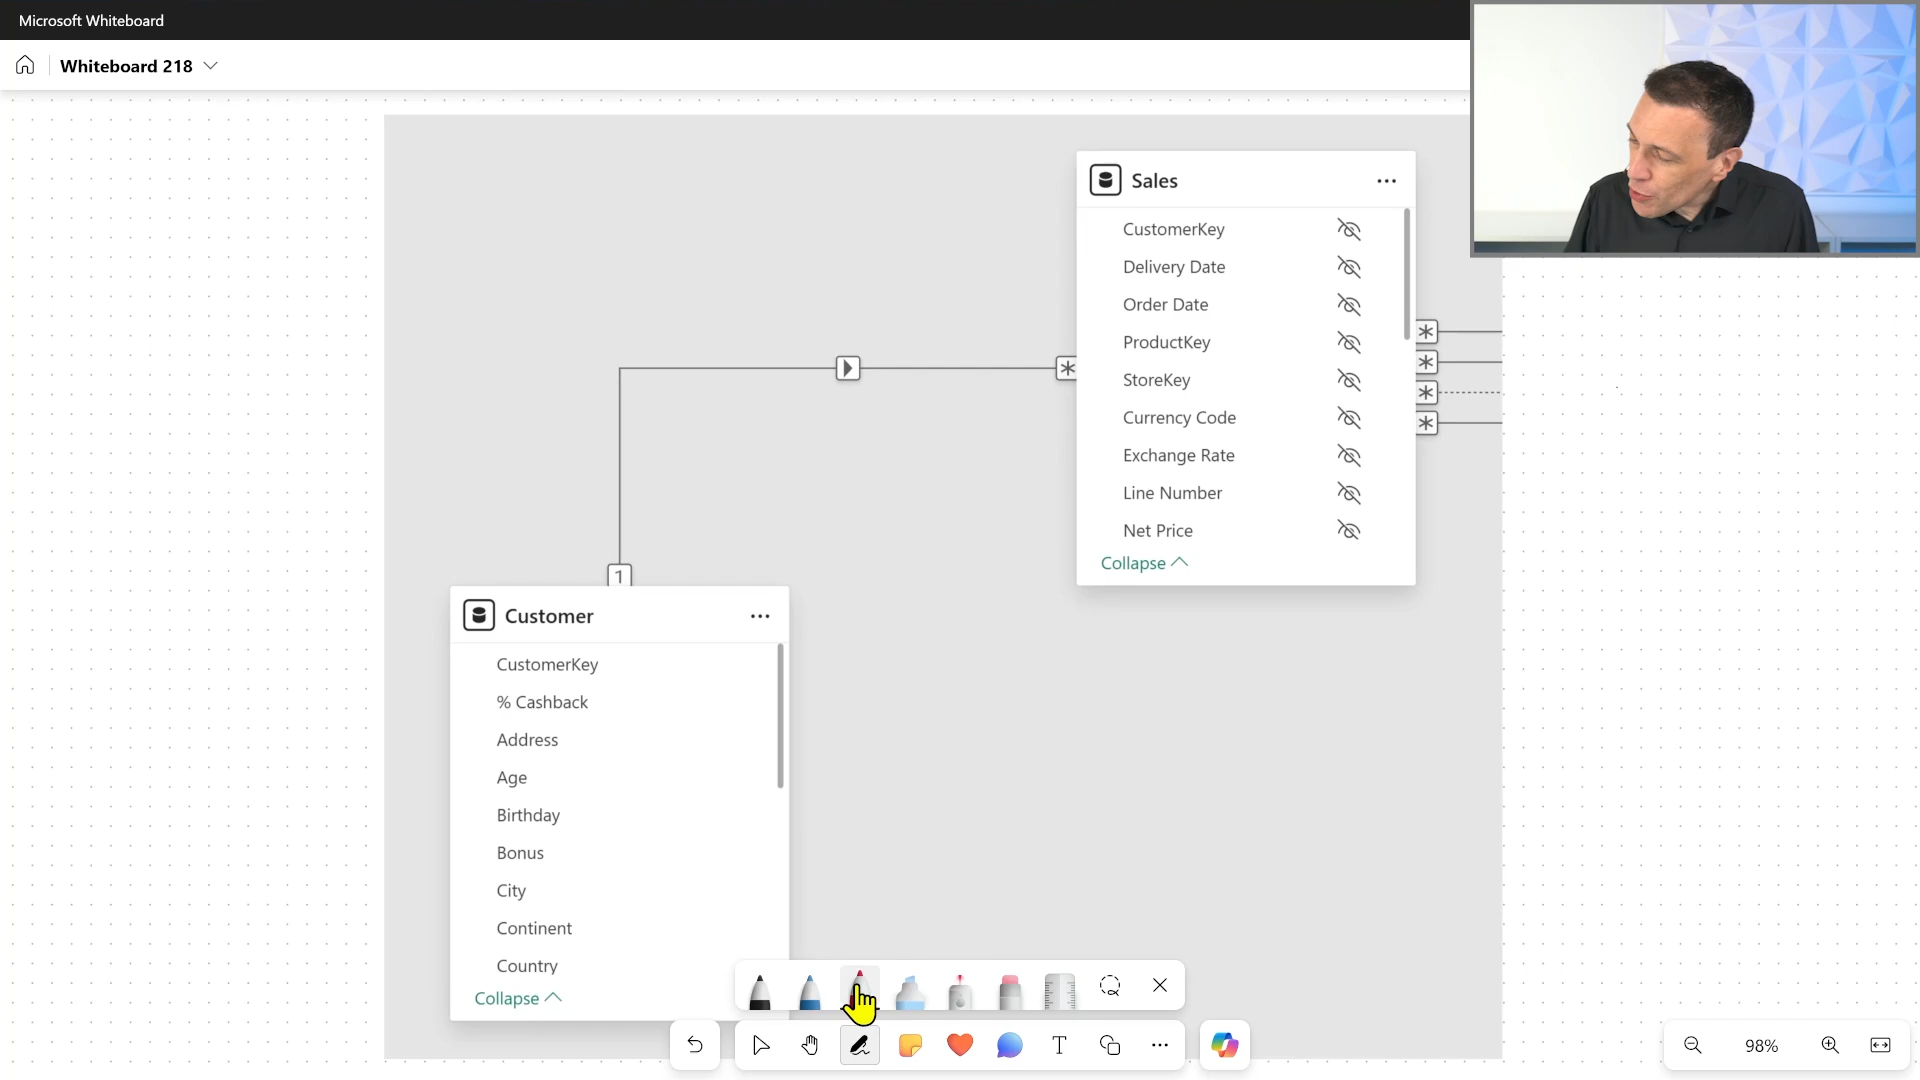 Microsoft Whiteboard
Whiteboard 218
Sales
CustomerKey
Delivery Date
Order Date
ProductKey
StoreKey
Currency Code
Exchange Rate
Line Number
Net Price
Collapse
1
Customer
CustomerKey
% Cashback
Address
Age
Birthday
Bonus
City
Continent
Country
Collapse
98%